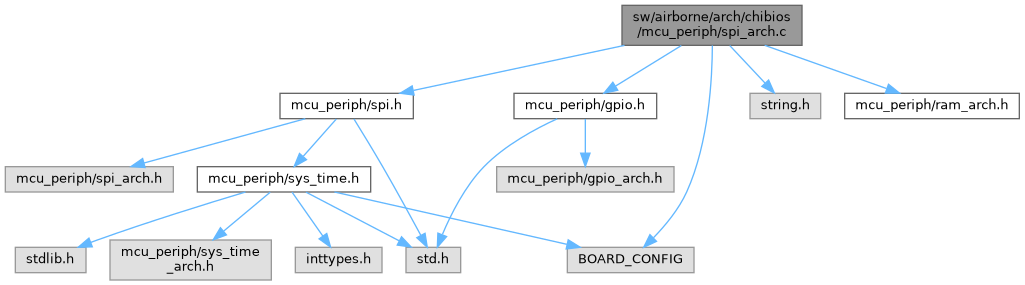 sw/airborne/arch/chibios
/mcu_periph/spi_arch.c
mcu_periph/spi.h
mcu_periph/gpio.h
string.h
mcu_periph/ram_arch.h
mcu_periph/spi_arch.h
mcu_periph/sys_time.h
mcu_periph/gpio_arch.h
stdlib.h
mcu_periph/sys_time
_arch.h
inttypes.h
std.h
BOARD_CONFIG